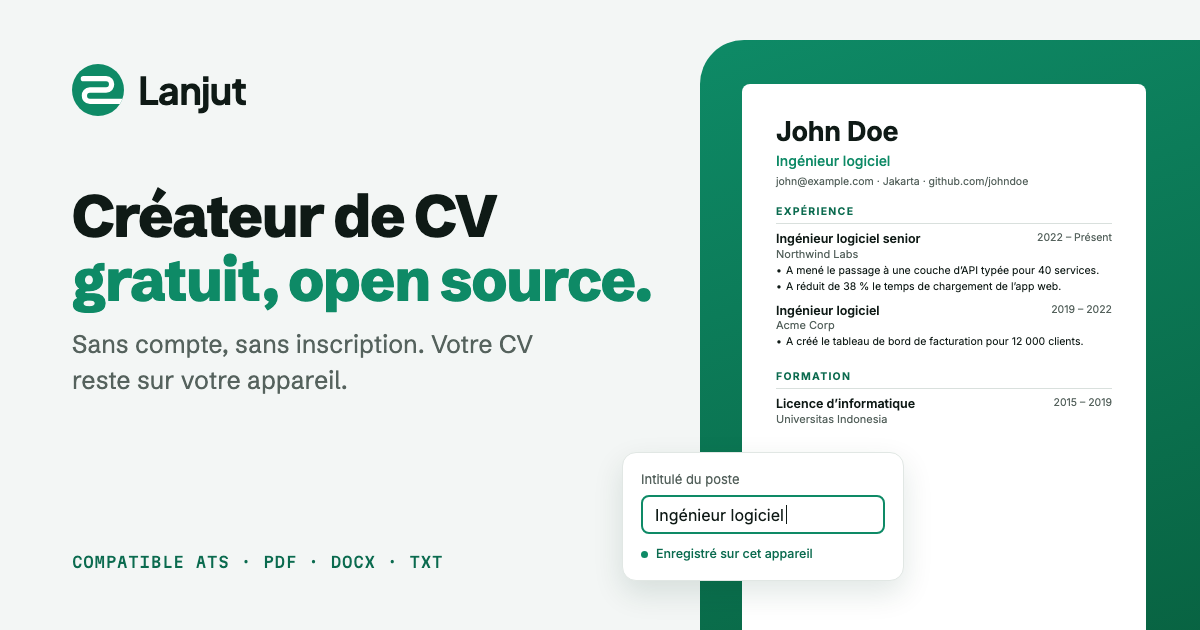 Lanjut
Créateur de CV
gratuit, open source.
Sans compte, sans inscription. Votre CV
reste sur votre appareil.
COMPATIBLE ATS · PDF · DOCX · TXT
John Doe
Ingénieur logiciel
john@example.com · Jakarta · github.com/johndoe
EXPÉRIENCE
Ingénieur logiciel senior 2022 – Présent
Northwind Labs
• A mené le passage à une couche d’API typée pour 40 services.
• A réduit de 38 % le temps de chargement de l’app web.
Ingénieur logiciel 2019 – 2022
Acme Corp
• A créé le tableau de bord de facturation pour 12 000 clients.
FORMATION
Licence d’informatique 2015 – 2019
Universitas Indonesia
Intitulé du poste
Ingénieur logiciel
Enregistré sur cet appareil